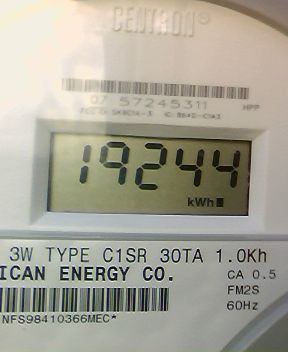 CENTRON®
07 57245311 HPP
19244
kWh
3W TYPE C1SR 30TA 1.0Kh
ICAN ENERGY CO. CA 0.5
FM2S
60Hz
NFS98410366MEC*